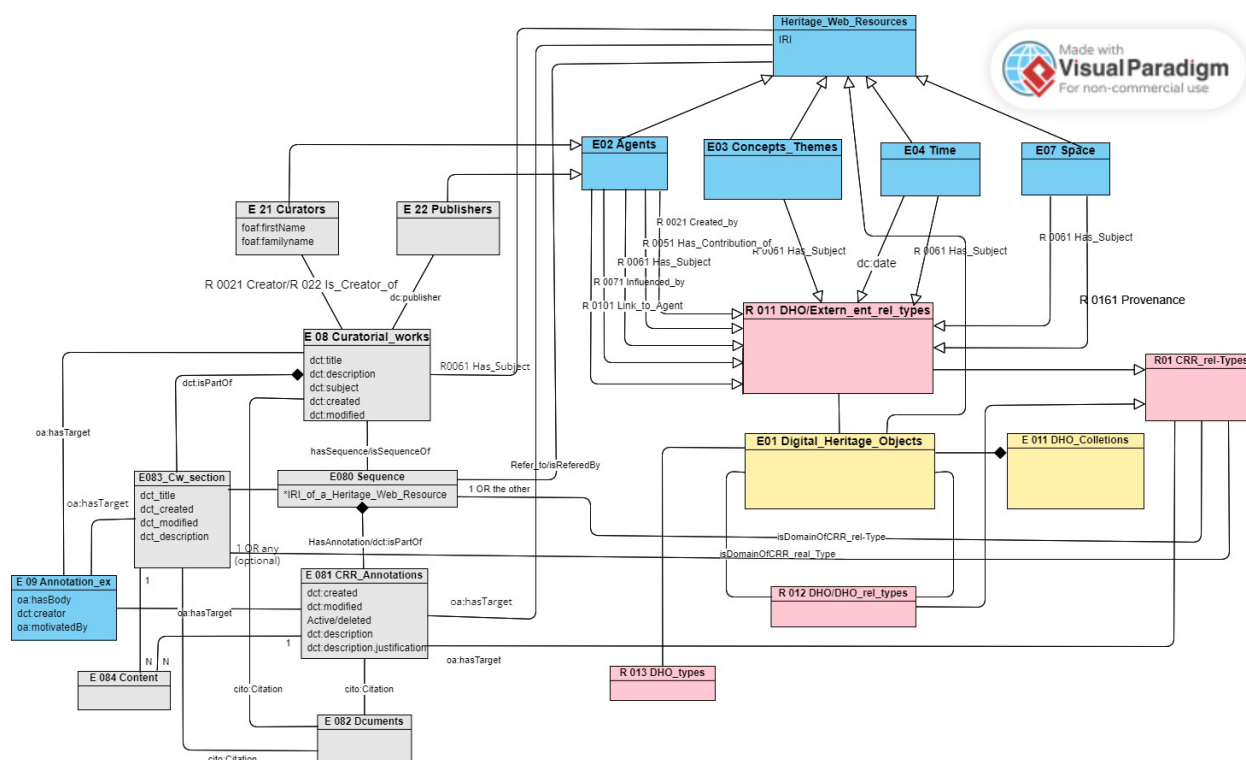 Heritage_Web_Resources
IRI
Made with
Visual Paradigm
For non-commercial use
E02 Agents
E03 Concepts_Themes
E04 Time
E07 Space
E 21 Curators
foaf:firstName
foaf:familyname
E 22 Publishers
R 0021 Created_by
R 0051 Has_Contribution_of
R 0061 Has_Subject
R 0061 Has_Subject
R 0061 Has_Subject
R 0061 Has_Subject
dc:date
R 0071 Influenced_by
R 0101 Link_to_Agent
R 0021 Creator/R 022 Is_Creator_of
dc:publisher
R 0161 Provenance
R 011 DHO/Extern_ent_rel_types
E 08 Curatorial_works
dct:title
dct:description
dct:subject
dct:created
dct:modified
R0061 Has_Subject
R01 CRR_rel-Types
dct:isPartOf
oa:hasTarget
E01 Digital_Heritage_Objects
E 011 DHO_Colletions
hasSequence/isSequenceOf
Refer_to/isReferedBy
E083_Cw_section
dct_title
dct_created
dct_modified
dct_description
E080 Sequence
*IRI_of_a_Heritage_Web_Resource
1 OR the other
oa:hasTarget
HasAnnotation/dct:isPartOf
isDomainOfCRR_rel-Type
1 OR any
(optional)
isDomainOfCRR_real_Type
E 09 Annotation_ex
oa:hasBody
dct:creator
oa:motivatedBy
1
E 081 CRR_Annotations
dct:created
dct:modified
Active/deleted
dct:description
dct:description.justification
oa:hasTarget
oa:hasTarget
R 012 DHO/DHO_rel_types
1
oa:hasTarget
N
N
E 084 Content
R 013 DHO_types
cito:Citation
cito:Citation
E 082 Dcuments
cito:Citation